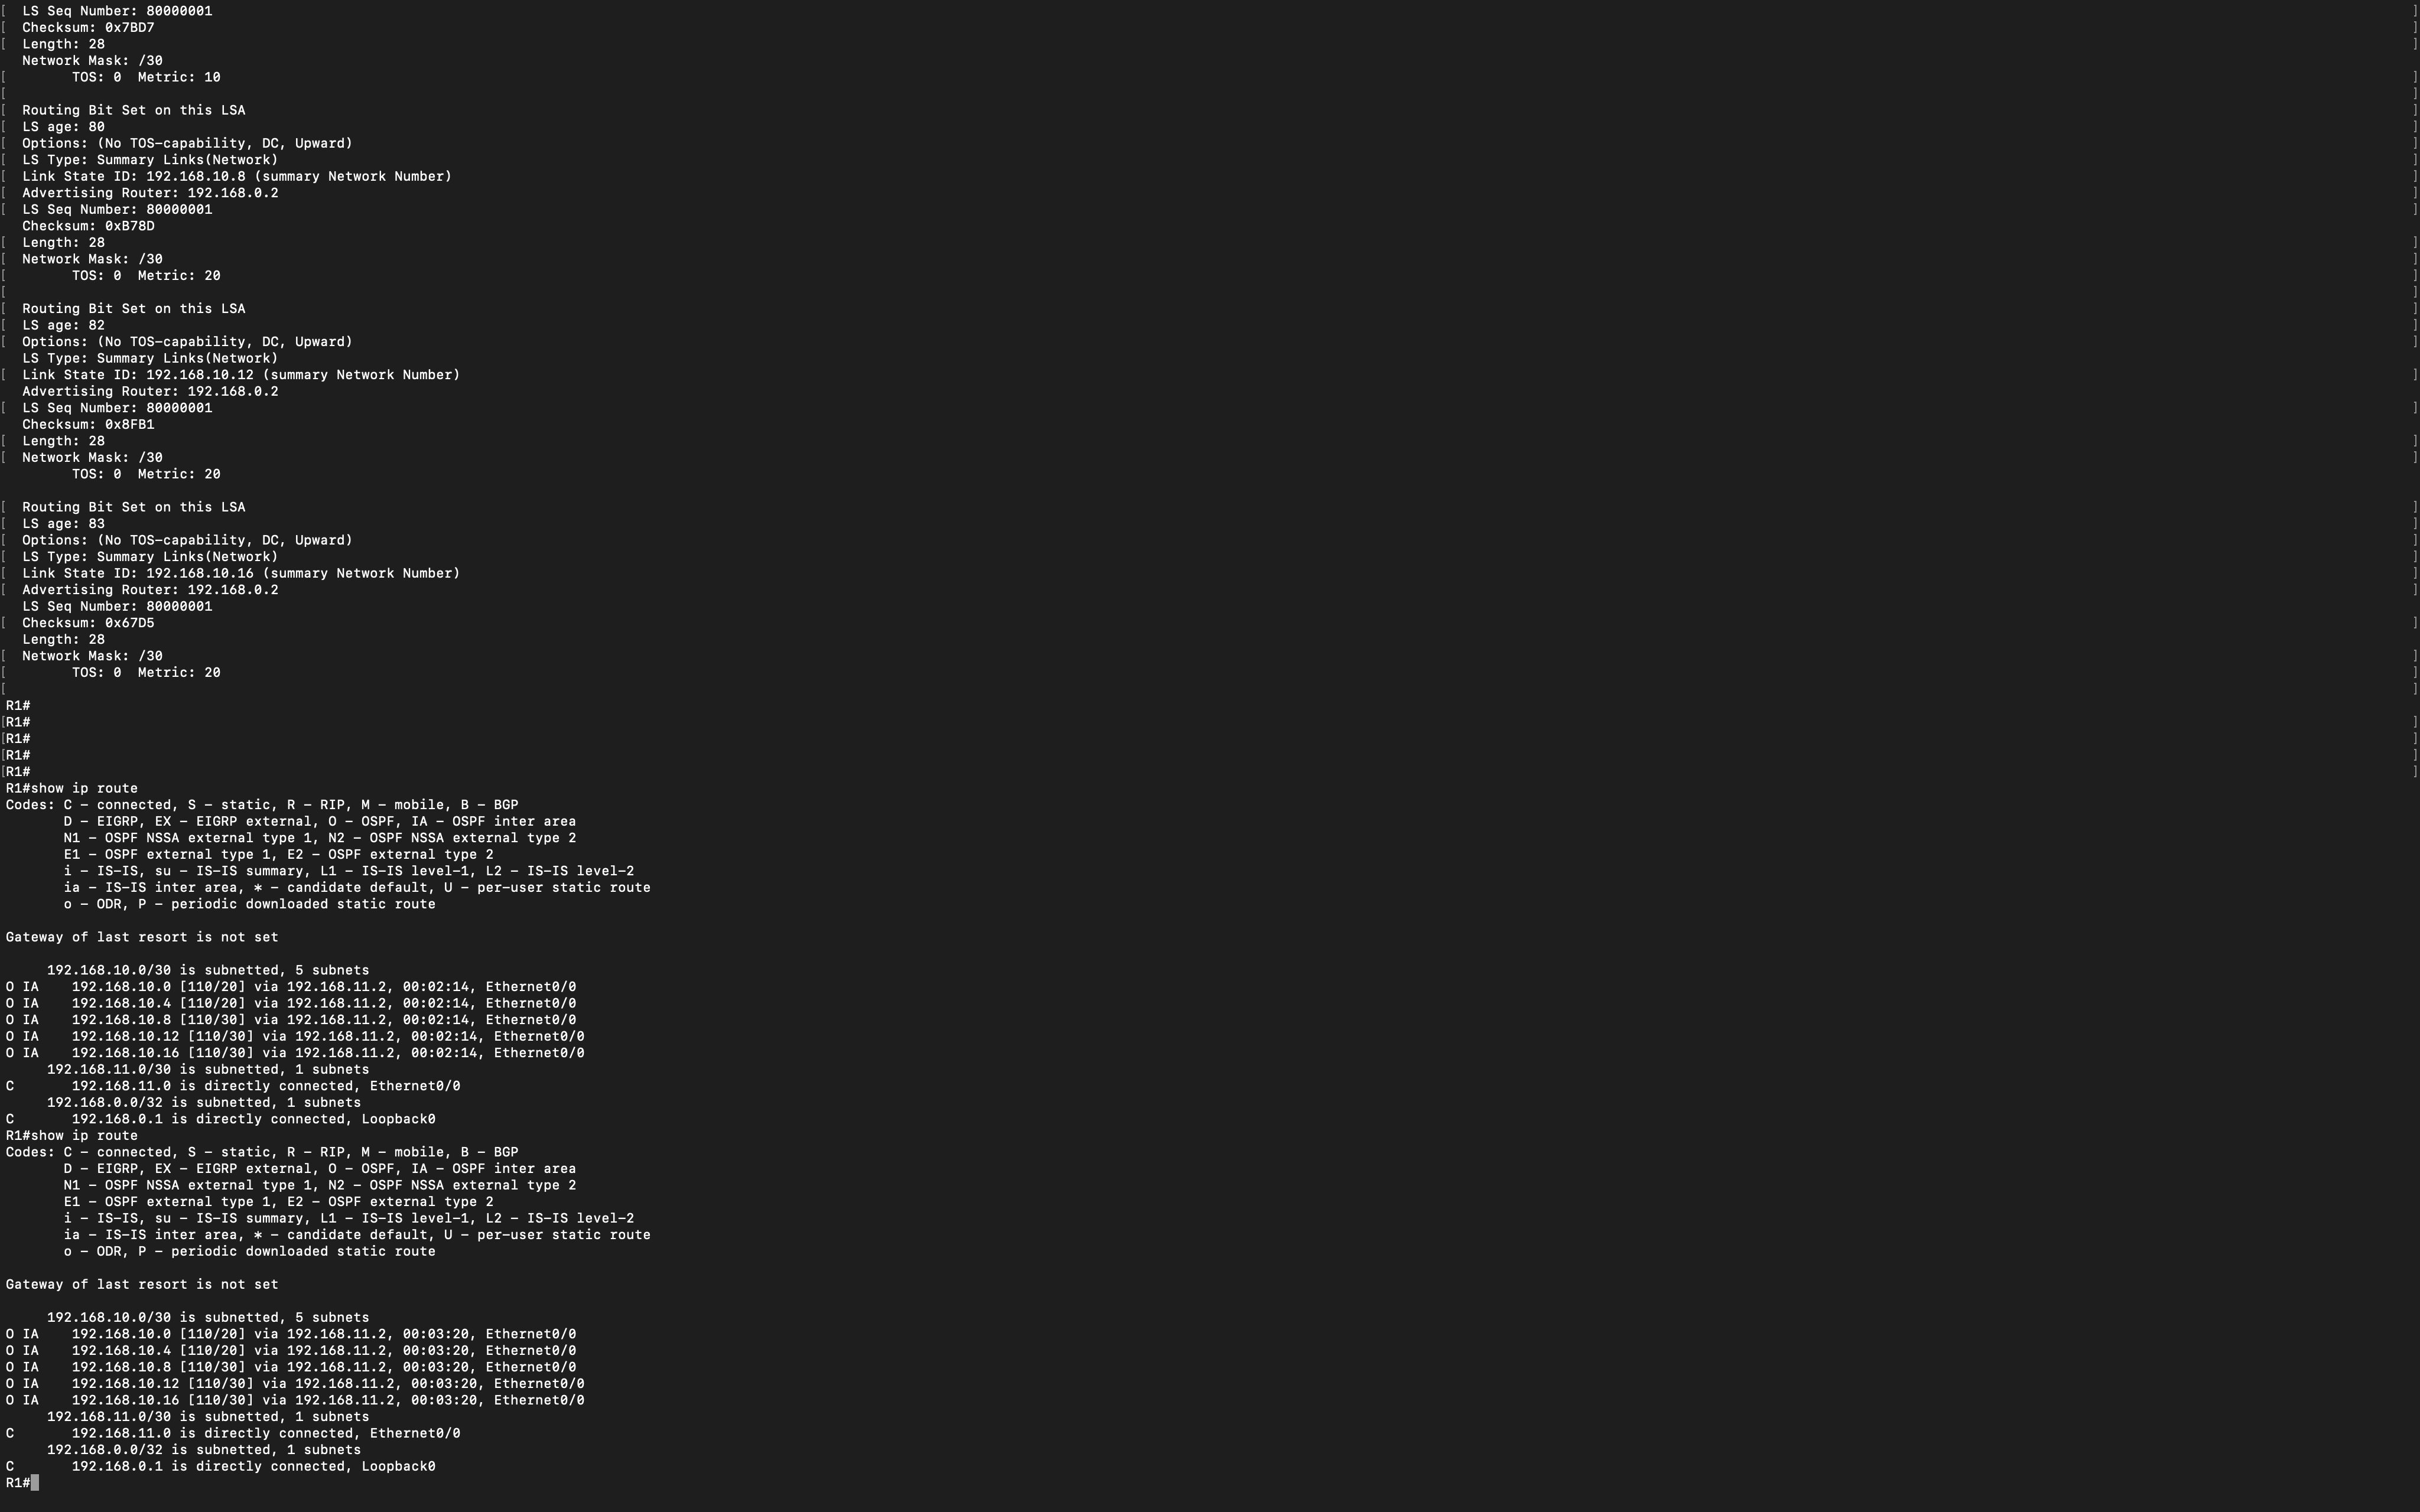 [  LS Seq Number: 80000001 ]
[  Checksum: 0x7BD7 ]
[  Length: 28 ]
  Network Mask: /30
[        TOS: 0  Metric: 10 ]
[ ]
[  Routing Bit Set on this LSA ]
[  LS age: 80 ]
[  Options: (No TOS-capability, DC, Upward) ]
[  LS Type: Summary Links(Network) ]
[  Link State ID: 192.168.10.8 (summary Network Number) ]
[  Advertising Router: 192.168.0.2 ]
[  LS Seq Number: 80000001 ]
  Checksum: 0xB78D
[  Length: 28 ]
[  Network Mask: /30 ]
[        TOS: 0  Metric: 20 ]
[ ]
[  Routing Bit Set on this LSA ]
[  LS age: 82 ]
[  Options: (No TOS-capability, DC, Upward) ]
  LS Type: Summary Links(Network)
[  Link State ID: 192.168.10.12 (summary Network Number) ]
  Advertising Router: 192.168.0.2
[  LS Seq Number: 80000001 ]
  Checksum: 0x8FB1
[  Length: 28 ]
[  Network Mask: /30 ]
        TOS: 0  Metric: 20
[  Routing Bit Set on this LSA ]
[  LS age: 83 ]
[  Options: (No TOS-capability, DC, Upward) ]
[  LS Type: Summary Links(Network) ]
[  Link State ID: 192.168.10.16 (summary Network Number) ]
[  Advertising Router: 192.168.0.2 ]
  LS Seq Number: 80000001
[  Checksum: 0x67D5 ]
  Length: 28
[  Network Mask: /30 ]
[        TOS: 0  Metric: 20 ]
[ ]
R1#
[R1# ]
[R1# ]
[R1# ]
[R1# ]
R1#show ip route
Codes: C - connected, S - static, R - RIP, M - mobile, B - BGP
       D - EIGRP, EX - EIGRP external, O - OSPF, IA - OSPF inter area
       N1 - OSPF NSSA external type 1, N2 - OSPF NSSA external type 2
       E1 - OSPF external type 1, E2 - OSPF external type 2
       i - IS-IS, su - IS-IS summary, L1 - IS-IS level-1, L2 - IS-IS level-2
       ia - IS-IS inter area, * - candidate default, U - per-user static route
       o - ODR, P - periodic downloaded static route
Gateway of last resort is not set
     192.168.10.0/30 is subnetted, 5 subnets
O IA    192.168.10.0 [110/20] via 192.168.11.2, 00:02:14, Ethernet0/0
O IA    192.168.10.4 [110/20] via 192.168.11.2, 00:02:14, Ethernet0/0
O IA    192.168.10.8 [110/30] via 192.168.11.2, 00:02:14, Ethernet0/0
O IA    192.168.10.12 [110/30] via 192.168.11.2, 00:02:14, Ethernet0/0
O IA    192.168.10.16 [110/30] via 192.168.11.2, 00:02:14, Ethernet0/0
     192.168.11.0/30 is subnetted, 1 subnets
C       192.168.11.0 is directly connected, Ethernet0/0
     192.168.0.0/32 is subnetted, 1 subnets
C       192.168.0.1 is directly connected, Loopback0
R1#show ip route
Codes: C - connected, S - static, R - RIP, M - mobile, B - BGP
       D - EIGRP, EX - EIGRP external, O - OSPF, IA - OSPF inter area
       N1 - OSPF NSSA external type 1, N2 - OSPF NSSA external type 2
       E1 - OSPF external type 1, E2 - OSPF external type 2
       i - IS-IS, su - IS-IS summary, L1 - IS-IS level-1, L2 - IS-IS level-2
       ia - IS-IS inter area, * - candidate default, U - per-user static route
       o - ODR, P - periodic downloaded static route
Gateway of last resort is not set
     192.168.10.0/30 is subnetted, 5 subnets
O IA    192.168.10.0 [110/20] via 192.168.11.2, 00:03:20, Ethernet0/0
O IA    192.168.10.4 [110/20] via 192.168.11.2, 00:03:20, Ethernet0/0
O IA    192.168.10.8 [110/30] via 192.168.11.2, 00:03:20, Ethernet0/0
O IA    192.168.10.12 [110/30] via 192.168.11.2, 00:03:20, Ethernet0/0
O IA    192.168.10.16 [110/30] via 192.168.11.2, 00:03:20, Ethernet0/0
     192.168.11.0/30 is subnetted, 1 subnets
C       192.168.11.0 is directly connected, Ethernet0/0
     192.168.0.0/32 is subnetted, 1 subnets
C       192.168.0.1 is directly connected, Loopback0
R1#